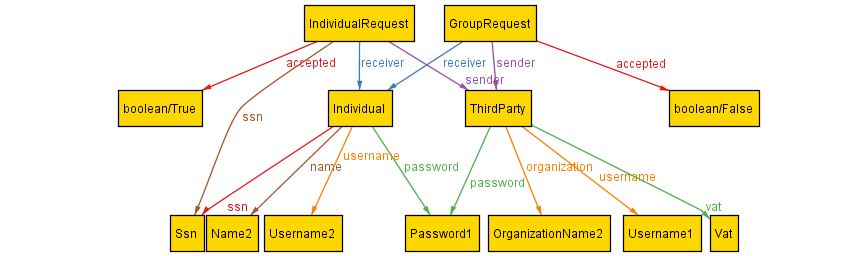 IndividualRequest GroupRequest
accepted receiver receiver sender accepted
sender
boolean/True ssn Individual ThirdParty boolean/False
username name password organization username
password
ssn vat
Ssn Name2 Username2 Password1 OrganizationName2 Username1 Vat